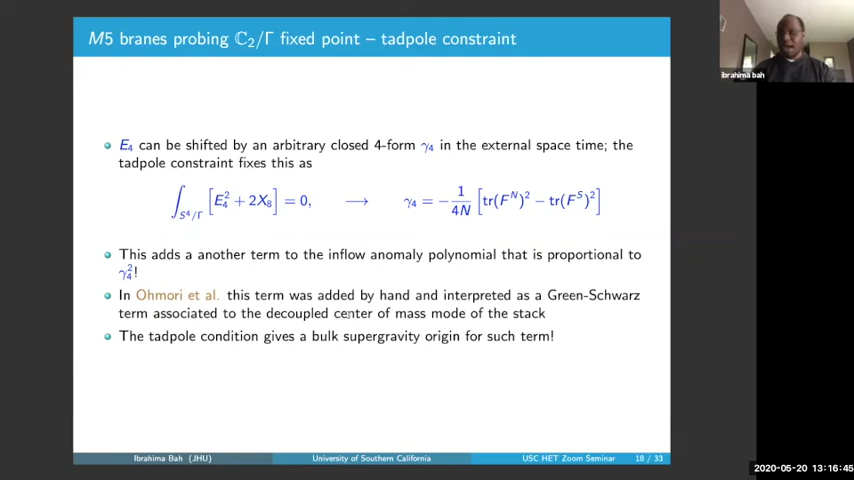 M5 branes probing ℂ₂/Γ fixed point – tadpole constraint
ibrahima bah
E₄ can be shifted by an arbitrary closed 4-form γ₄ in the external space time; the
tadpole constraint fixes this as
∫_{S⁴/Γ} [E₄² + 2X₈] = 0, ⟶ γ₄ = −1/4N [tr(F^N)² − tr(F^S)²]
This adds a another term to the inflow anomaly polynomial that is proportional to
γ₄²!
In Ohmori et al. this term was added by hand and interpreted as a Green-Schwarz
term associated to the decoupled center of mass mode of the stack
The tadpole condition gives a bulk supergravity origin for such term!
Ibrahima Bah (JHU) University of Southern California USC HET Zoom Seminar 18 / 33
2020-05-20 13:16:45